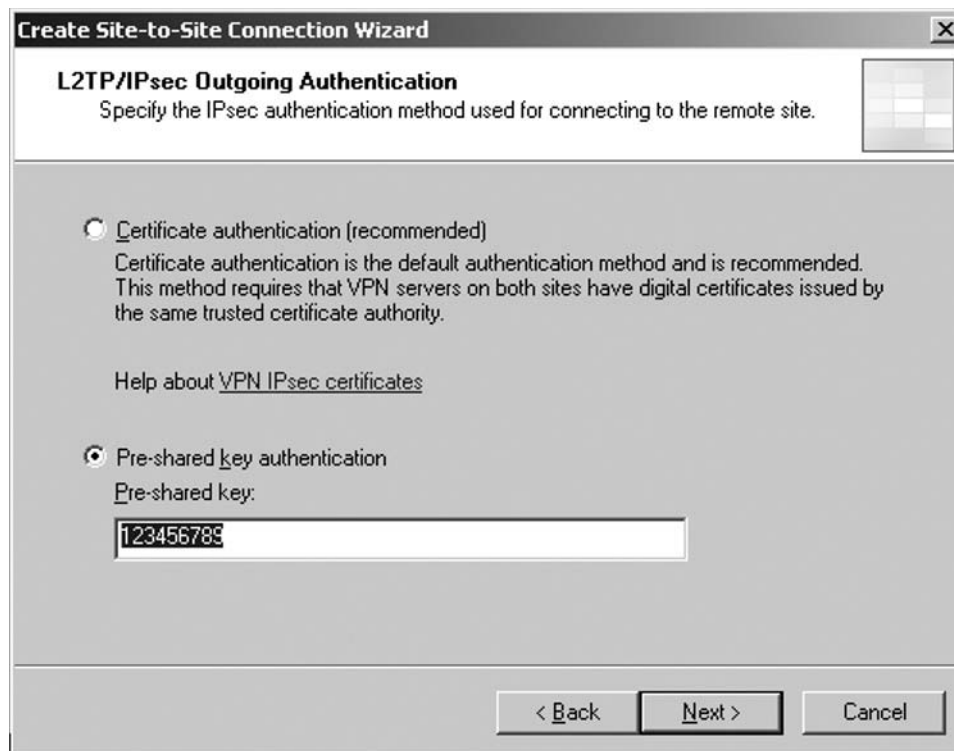 Create Site-to-Site Connection Wizard
L2TP/IPsec Outgoing Authentication
Specify the IPsec authentication method used for connecting to the remote site.
Certificate authentication (recommended)
Certificate authentication is the default authentication method and is recommended.
This method requires that VPN servers on both sites have digital certificates issued by
the same trusted certificate authority.
Help about VPN IPsec certificates
Pre-shared key authentication
Pre-shared key:
123456789
< Back
Next >
Cancel